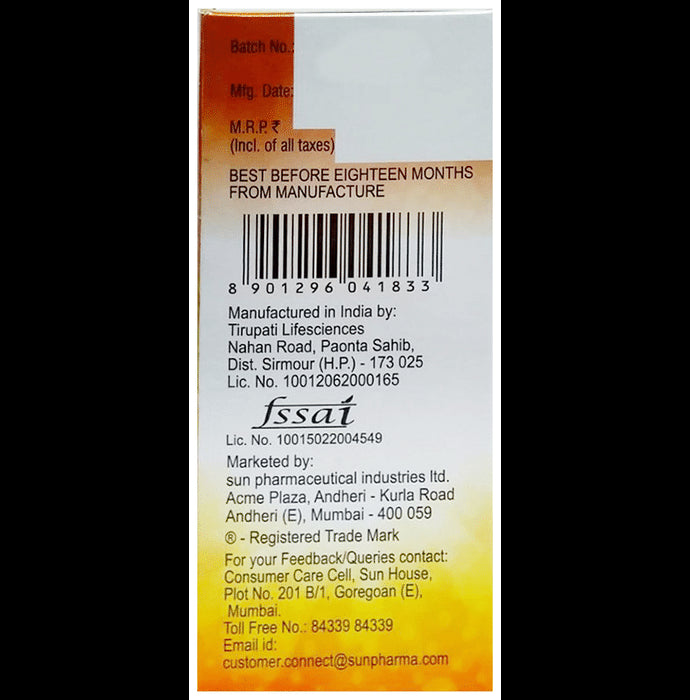 Batch No.:
Mfg. Date:
M.R.P. ₹
(Incl. of all taxes)
BEST BEFORE EIGHTEEN MONTHS
FROM MANUFACTURE
8 901296 041833
Manufactured in India by:
Tirupati Lifesciences
Nahan Road, Paonta Sahib,
Dist. Sirmour (H.P.) - 173 025
Lic. No. 10012062000165
fssai
Lic. No. 10015022004549
Marketed by:
sun pharmaceutical industries ltd.
Acme Plaza, Andheri - Kurla Road
Andheri (E), Mumbai - 400 059
® - Registered Trade Mark
For your Feedback/Queries contact:
Consumer Care Cell, Sun House,
Plot No. 201 B/1, Goregoan (E),
Mumbai.
Toll Free No.: 84339 84339
Email id:
customer.connect@sunpharma.com